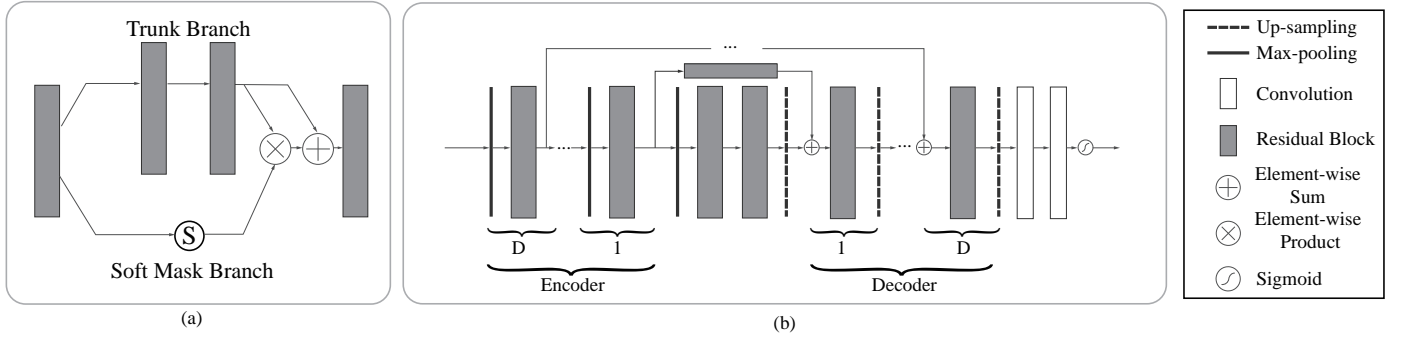 Trunk Branch
S
Soft Mask Branch
(a)
...
... ...
D 1 1 D
Encoder Decoder
(b)
Up-sampling
Max-pooling
Convolution
Residual Block
Element-wise
Sum
Element-wise
Product
Sigmoid